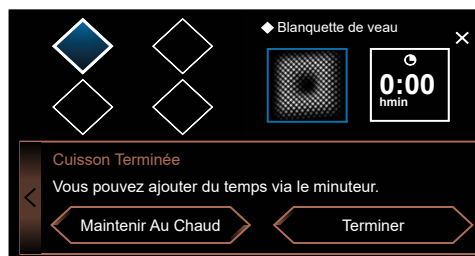 ◆ Blanquette de veau
0:00
hmin
Cuisson Terminée
Vous pouvez ajouter du temps via le minuteur.
Maintenir Au Chaud
Terminer